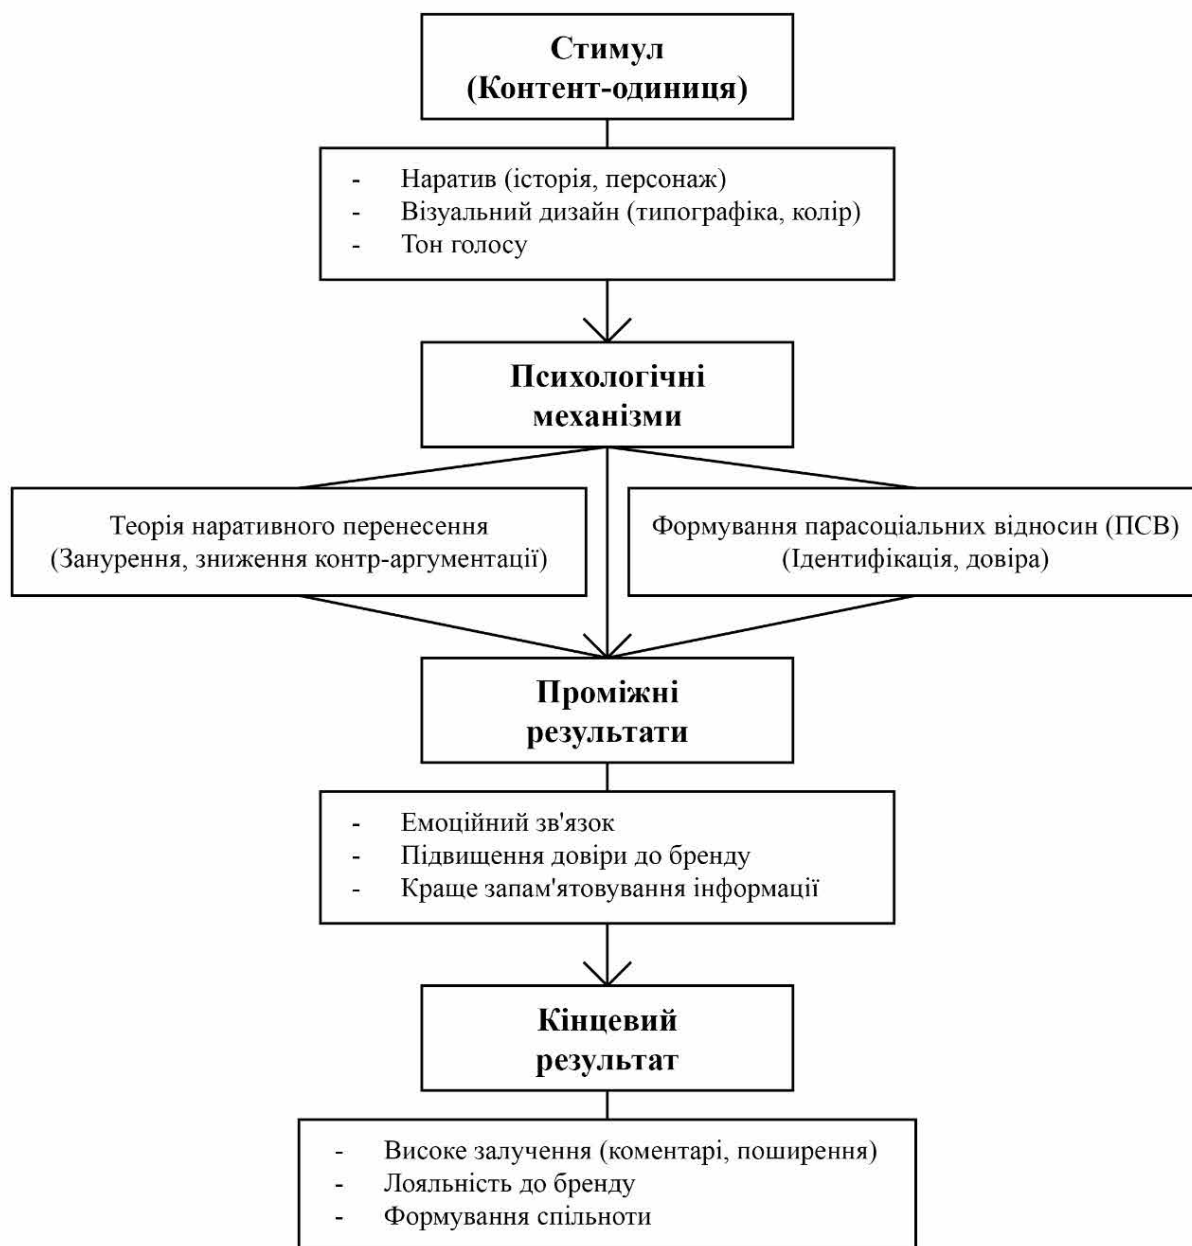 Стимул
(Контент-одиниця)
- Наратив (історія, персонаж)
- Візуальний дизайн (типографіка, колір)
- Тон голосу
Психологічні
механізми
Теорія наративного перенесення
(Занурення, зниження контр-аргументації)
Формування парасоціальних відносин (ПСВ)
(Ідентифікація, довіра)
Проміжні
результати
- Емоційний зв'язок
- Підвищення довіри до бренду
- Краще запам'ятовування інформації
Кінцевий
результат
- Високе залучення (коментарі, поширення)
- Лояльність до бренду
- Формування спільноти